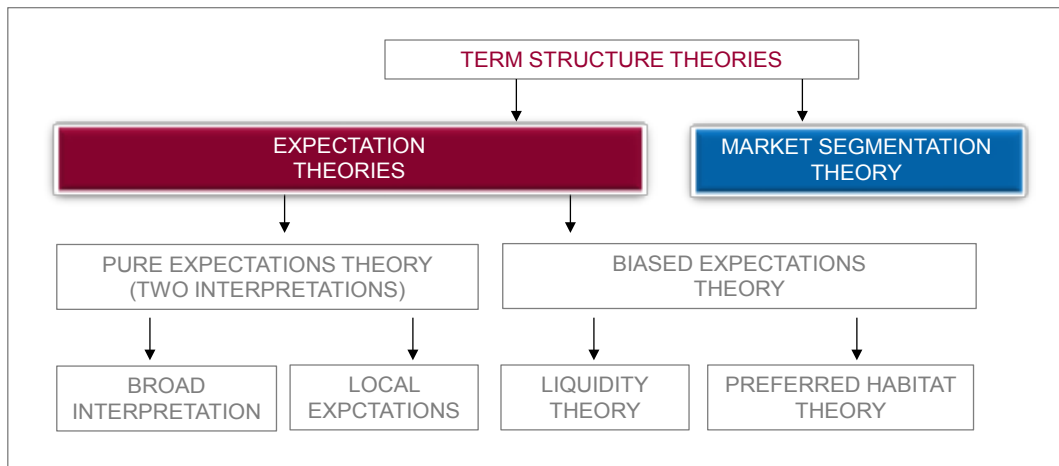 TERM STRUCTURE THEORIES
EXPECTATION
THEORIES
MARKET SEGMENTATION
THEORY
PURE EXPECTATIONS THEORY
(TWO INTERPRETATIONS)
BIASED EXPECTATIONS
THEORY
BROAD
INTERPRETATION
LOCAL
EXPCTATIONS
LIQUIDITY
THEORY
PREFERRED HABITAT
THEORY